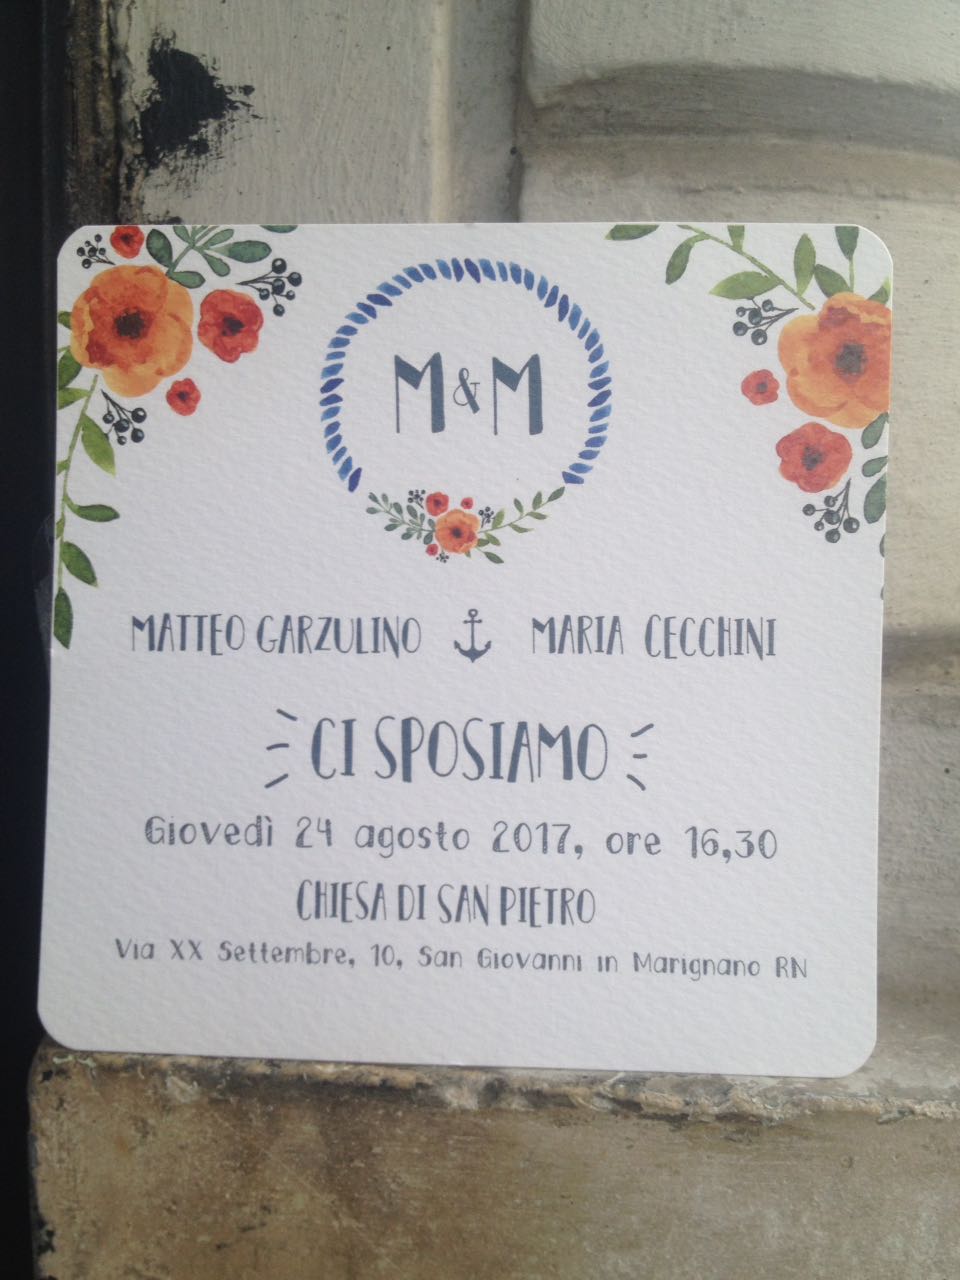 M & M
MATTEO GARZULINO MARIA CECCHINI
CI SPOSIAMO
Giovedì 24 agosto 2017, ore 16,30
CHIESA DI SAN PIETRO
Via XX Settembre, 10, San Giovanni in Marignano RN